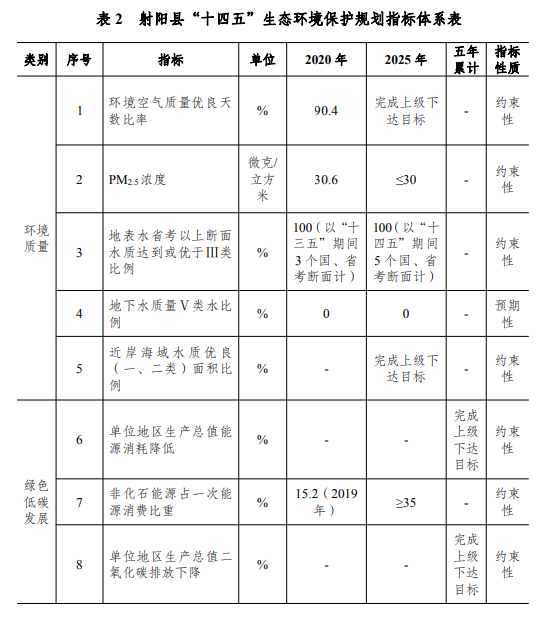 表 2 射阳县“十四五”生态环境保护规划指标体系表
类别 序号 指标 单位 2020 年 2025 年 五年累计 指标性质
环境质量
1 环境空气质量优良天数比率 % 90.4 完成上级下达目标 - 约束性
2 PM2.5 浓度 微克/立方米 30.6 ≤30 - 约束性
3 地表水省考以上断面水质达到或优于Ⅲ类比例 % 100（以“十三五”期间 3 个国、省考断面计） 100（以“十四五”期间 5 个国、省考断面计） - 约束性
4 地下水质量Ⅴ类水比例 % 0 0 - 预期性
5 近岸海域水质优良（一、二类）面积比例 % - 完成上级下达目标 - 约束性
绿色低碳发展
6 单位地区生产总值能源消耗降低 % - - 完成上级下达目标 约束性
7 非化石能源占一次能源消费比重 % 15.2（2019 年） ≥35 - 约束性
8 单位地区生产总值二氧化碳排放下降 % - - 完成上级下达目标 约束性